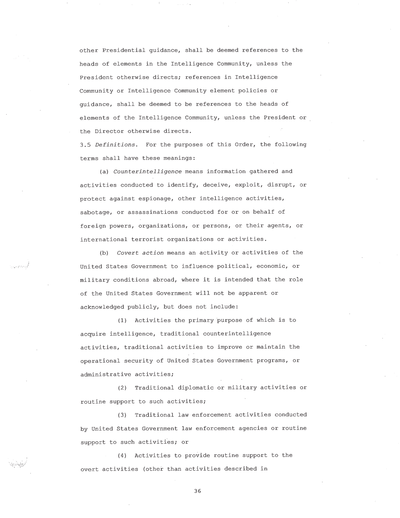 other Presidential guidance, shall be deemed references to the
heads of elements in the Intelligence Community, unless the
President otherwise directs; references in Intelligence
Community or Intelligence Community element policies or
guidance, shall be deemed to be references to the heads of
elements of the Intelligence Community, unless the President or
the Director otherwise directs.
3.5 Definitions. For the purposes of this Order, the following
terms shall have these meanings:
(a) Counterintelligence means information gathered and
activities conducted to identify, deceive, exploit, disrupt, or
protect against espionage, other intelligence activities,
sabotage, or assassinations conducted for or on behalf of
foreign powers, organizations, or persons, or their agents, or
international terrorist organizations or activities.
(b) Covert action means an activity or activities of the
United States Government to influence political, economic, or
military conditions abroad, where it is intended that the role
of the United States Government will not be apparent or
acknowledged publicly, but does not include:
(1) Activities the primary purpose of which is to
acquire intelligence, traditional counterintelligence
activities, traditional activities to improve or maintain the
operational security of United States Government programs, or
administrative activities;
(2) Traditional diplomatic or military activities or
routine support to such activities;
(3) Traditional law enforcement activities conducted
by United States Government law enforcement agencies or routine
support to such activities; or
(4) Activities to provide routine support to the
overt activities (other than activities described in
36